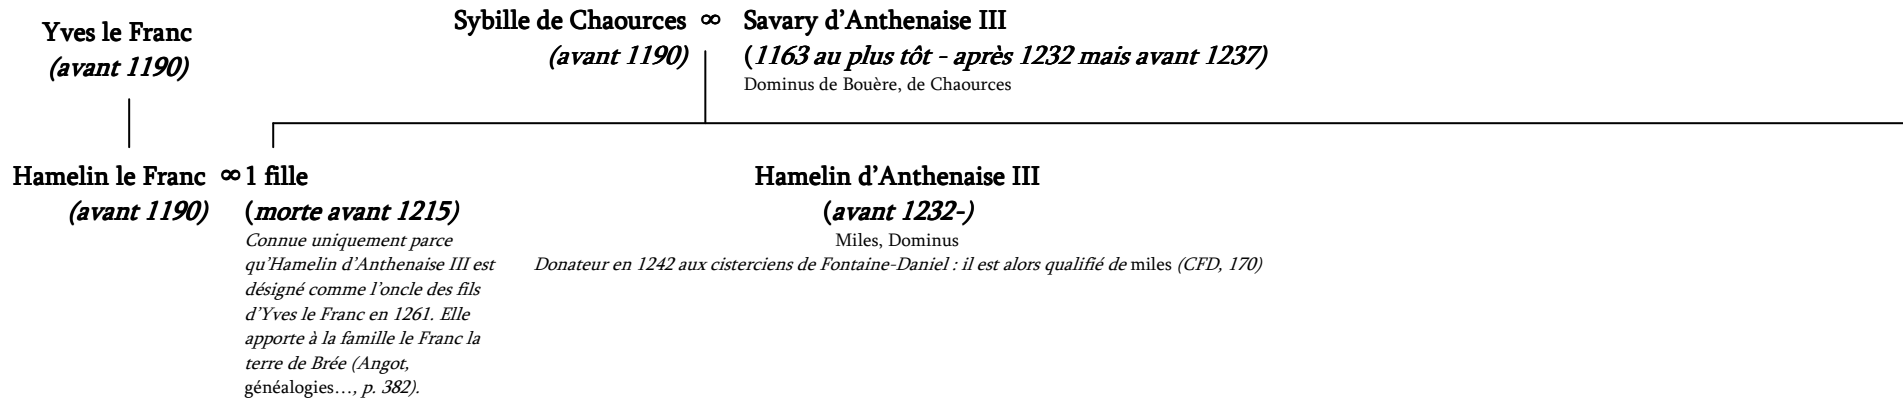 Yves le Franc
(avant 1190)
Sybille de Chaources ∞ Savary d’Anthenaise III
(avant 1190) (1163 au plus tôt - après 1232 mais avant 1237)
Dominus de Bouère, de Chaources
Hamelin le Franc ∞ 1 fille
(avant 1190) (morte avant 1215)
Connue uniquement parce
qu’Hamelin d’Anthenaise III est
désigné comme l’oncle des fils
d’Yves le Franc en 1261. Elle
apporte à la famille le Franc la
terre de Brée (Angot,
généalogies…, p. 382).
Hamelin d’Anthenaise III
(avant 1232-)
Miles, Dominus
Donateur en 1242 aux cisterciens de Fontaine-Daniel : il est alors qualifié de miles (CFD, 170)